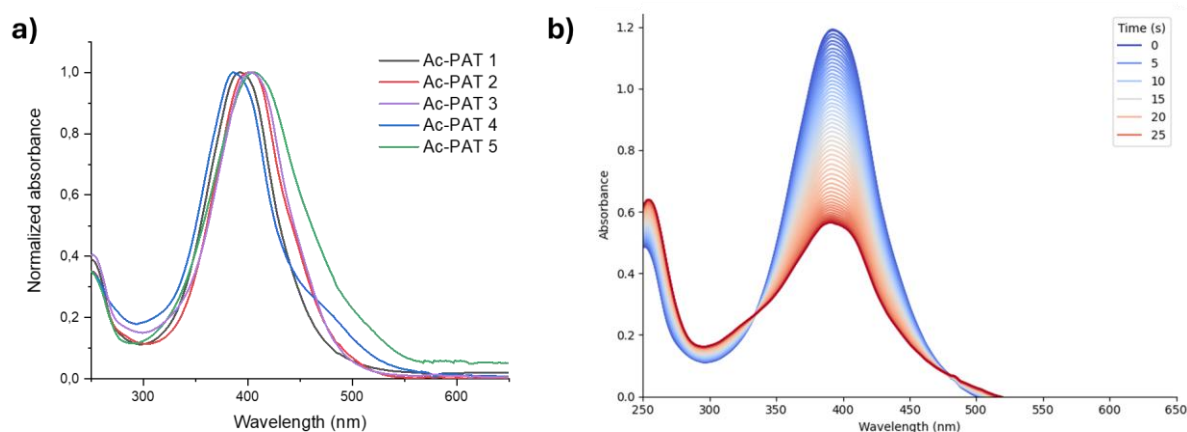 a)
Normalized absorbance
1,0
0,8
0,6
0,4
0,2
0,0
300
400
500
600
Wavelength (nm)
Ac-PAT 1
Ac-PAT 2
Ac-PAT 3
Ac-PAT 4
Ac-PAT 5
b)
Absorbance
1.2
1.0
0.8
0.6
0.4
0.2
0.0
250
300
350
400
450
500
550
600
650
Wavelength (nm)
Time (s)
0
5
10
15
20
25